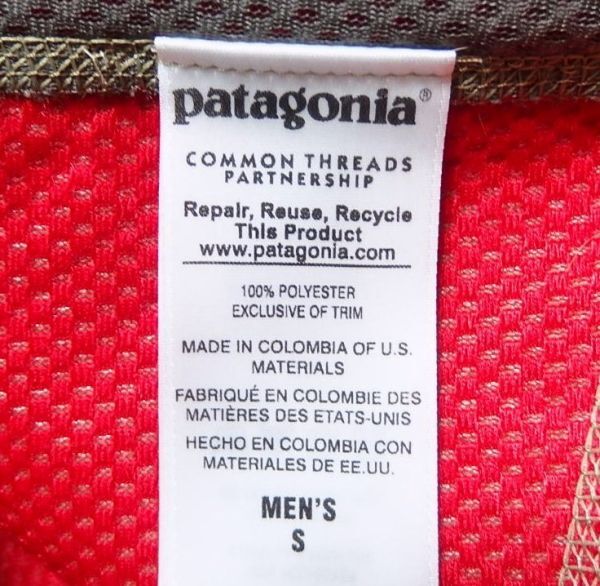 patagonia®
COMMON THREADS
PARTNERSHIP
Repair, Reuse, Recycle
This Product
www.patagonia.com
100% POLYESTER
EXCLUSIVE OF TRIM
MADE IN COLOMBIA OF U.S.
MATERIALS
FABRIQUÉ EN COLOMBIE DES
MATIÈRES DES ETATS-UNIS
HECHO EN COLOMBIA CON
MATERIALES DE EE.UU.
MEN'S
S